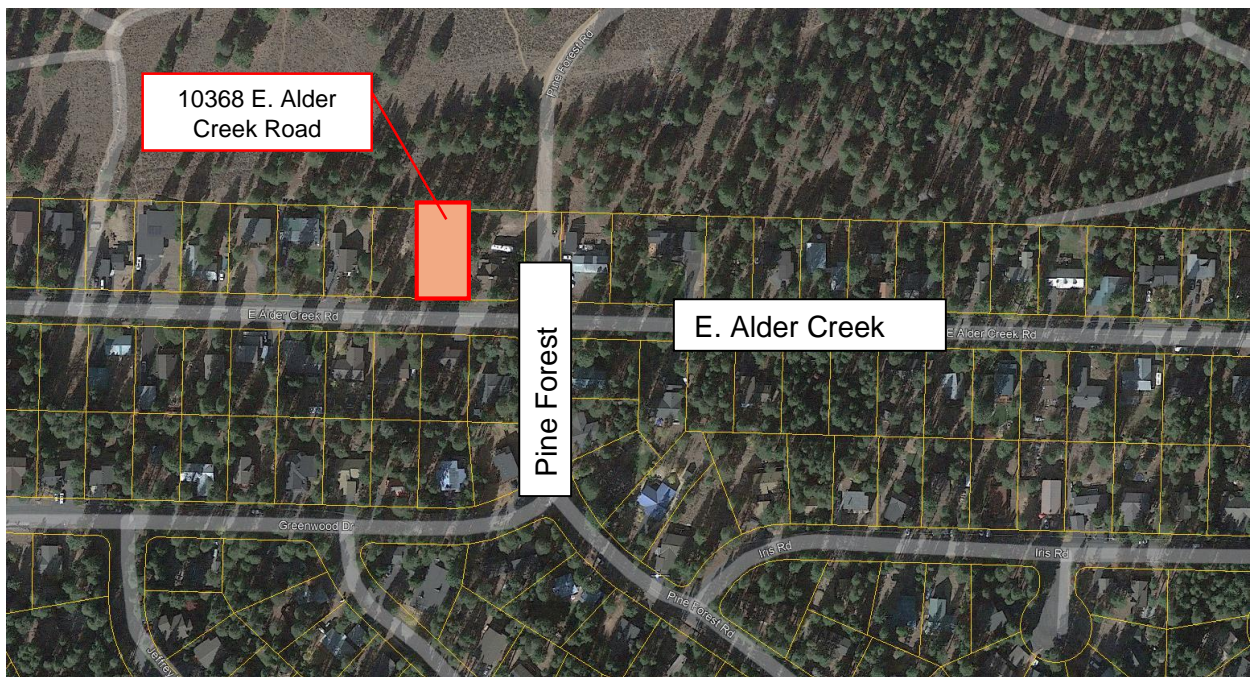 Pine Forest Rd
10368 E. Alder
Creek Road
E Alder Creek Rd
E. Alder Creek
E Alder Creek Rd
Pine Forest
Greenwood Dr
Iris Rd
Iris Rd
Pine Forest Rd
Jeffrey